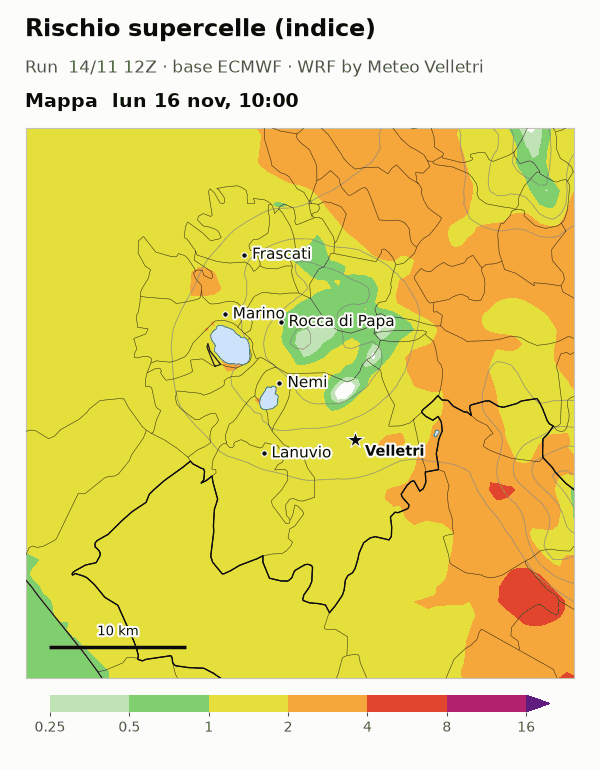 Rischio supercelle (indice)
Run  14/11 12Z · base ECMWF · WRF by Meteo Velletri
Mappa  lun 16 nov, 10:00
Frascati
Marino
Rocca di Papa
Nemi
Velletri
Lanuvio
10 km
0.25 0.5 1 2 4 8 16